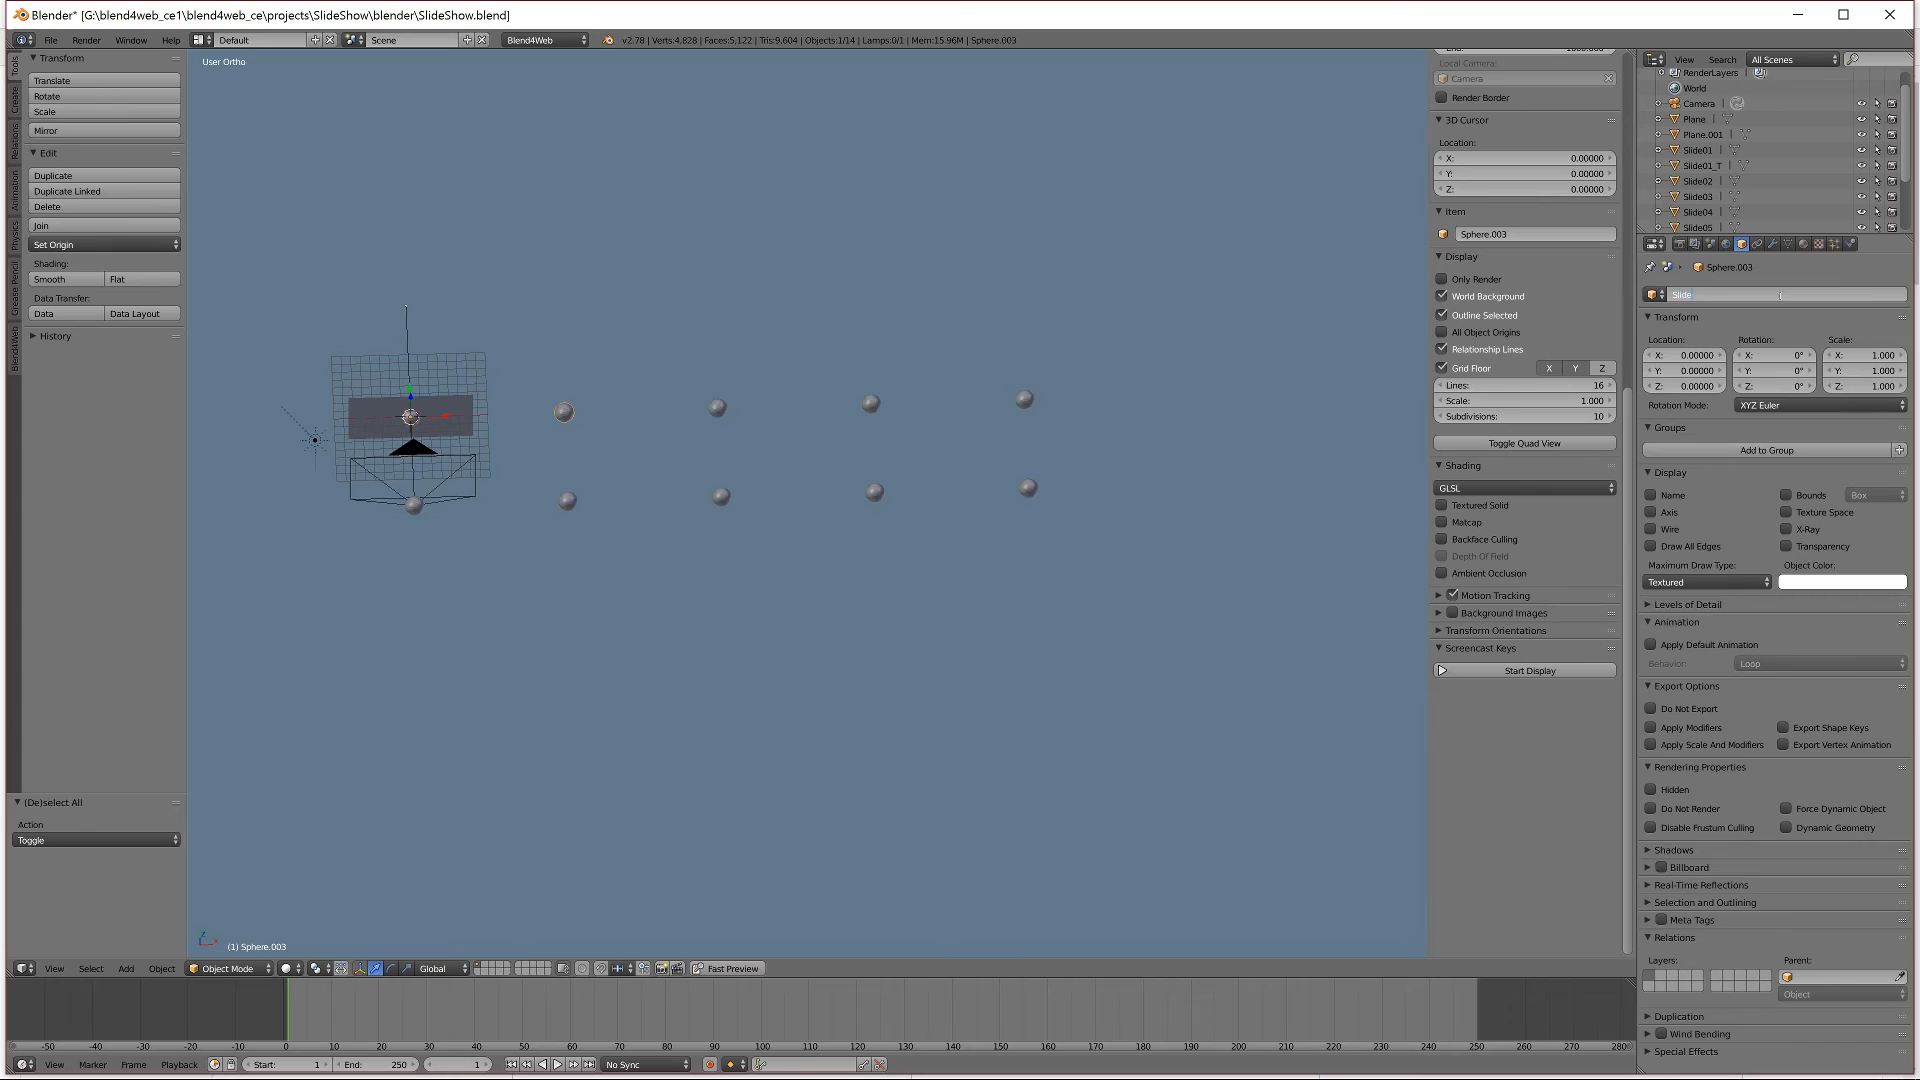 Blender* [G:\blend4web_ce1\blend4web_ce\projects\SlideShow\blender\SlideShow.blend]
File Render Window Help Default Scene Blend4Web v2.78 | Verts:4,828 | Faces:5,122 | Tris:9,604 | Objects:1/14 | Lamps:0/1 | Mem:15.96M | Sphere.003
Tools
Create
Relations
Animation
Physics
Grease Pencil
Blend4Web
Transform
Translate
Rotate
Scale
Mirror
Edit
Duplicate
Duplicate Linked
Delete
Join
Set Origin
Shading:
Smooth Flat
Data Transfer:
Data Data Layout
History
(De)select All
Action
Toggle
User Ortho
(1) Sphere.003
Local Camera:
Camera
Render Border
3D Cursor
Location:
X: 0.00000
Y: 0.00000
Z: 0.00000
Item
Sphere.003
Display
Only Render
World Background
Outline Selected
All Object Origins
Relationship Lines
Grid Floor X Y Z
Lines: 16
Scale: 1.000
Subdivisions: 10
Toggle Quad View
Shading
GLSL
Textured Solid
Matcap
Backface Culling
Depth Of Field
Ambient Occlusion
Motion Tracking
Background Images
Transform Orientations
Screencast Keys
Start Display
View Search All Scenes
RenderLayers
World
Camera
Plane
Plane.001
Slide01
Slide01_T
Slide02
Slide03
Slide04
Slide05
Sphere.003
Slide
Transform
Location: Rotation: Scale:
X: 0.00000 X: 0° X: 1.000
Y: 0.00000 Y: 0° Y: 1.000
Z: 0.00000 Z: 0° Z: 1.000
Rotation Mode: XYZ Euler
Groups
Add to Group
Display
Name Bounds Box
Axis Texture Space
Wire X-Ray
Draw All Edges Transparency
Maximum Draw Type: Object Color:
Textured
Levels of Detail
Animation
Apply Default Animation
Behavior: Loop
Export Options
Do Not Export
Apply Modifiers Export Shape Keys
Apply Scale And Modifiers Export Vertex Animation
Rendering Properties
Hidden
Do Not Render Force Dynamic Object
Disable Frustum Culling Dynamic Geometry
Shadows
Billboard
Real-Time Reflections
Selection and Outlining
Meta Tags
Relations
Layers: Parent:
Object
Duplication
Wind Bending
Special Effects
View Select Add Object Object Mode Global Fast Preview
-50 -40 -30 -20 -10 0 10 20 30 40 50 60 70 80 90 100 110 120 130 140 150 160 170 180 190 200 210 220 230 240 250 260 270 280
View Marker Frame Playback Start: 1 End: 250 1 No Sync